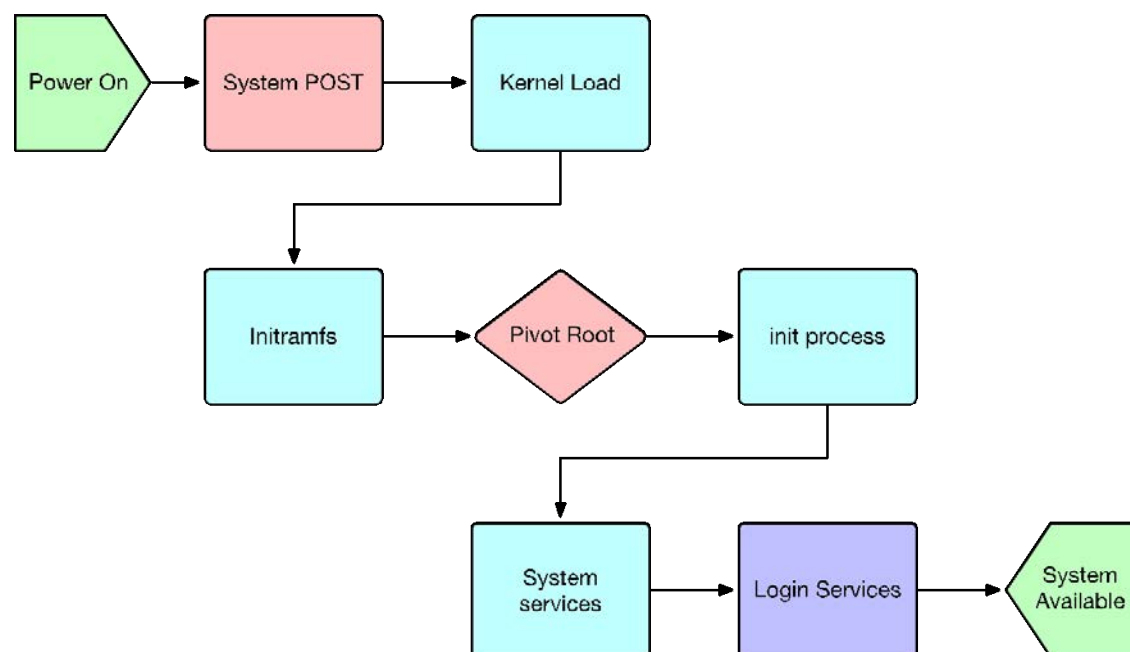 Power On
System POST
Kernel Load
Initramfs
Pivot Root
init process
System
services
Login Services
System
Available